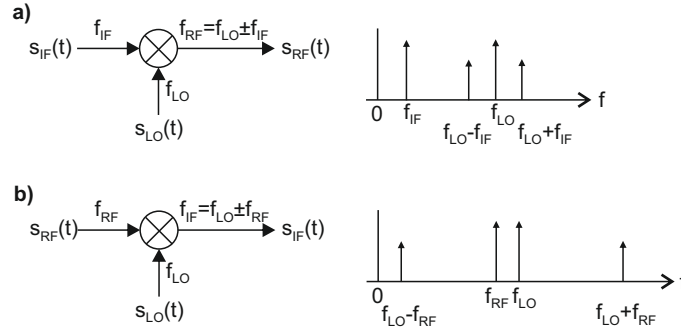 a)
f_IF f_RF=f_LO±f_IF
s_IF(t) s_RF(t)
f_LO
s_LO(t)
0 f_IF f_LO f
f_LO-f_IF f_LO+f_IF
b)
f_RF f_IF=f_LO±f_RF
s_RF(t) s_IF(t)
f_LO
s_LO(t)
0 f_RF f_LO
f_LO-f_RF f_LO+f_RF